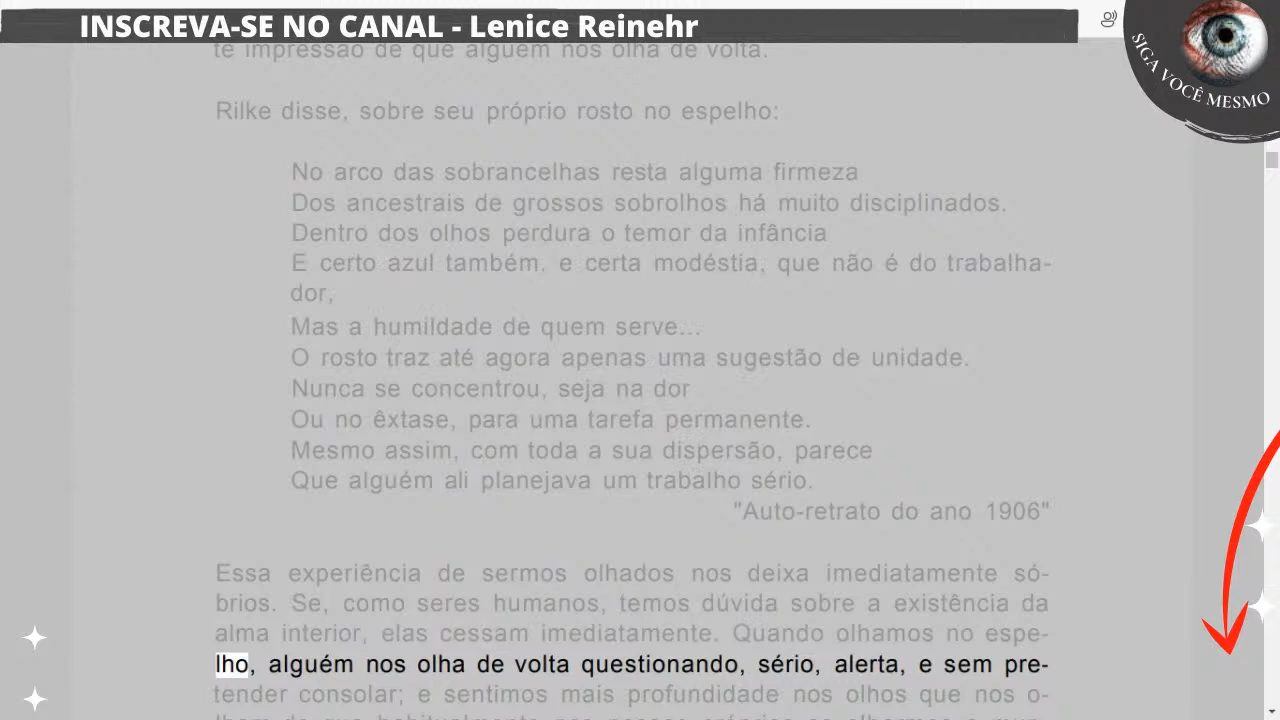 INSCREVA-SE NO CANAL - Lenice Reinehr
SIGA VOCÊ MESMO
te impressão de que alguém nos olha de volta.
Rilke disse, sobre seu próprio rosto no espelho:
No arco das sobrancelhas resta alguma firmeza
Dos ancestrais de grossos sobrolhos há muito disciplinados.
Dentro dos olhos perdura o temor da infância
E certo azul também. e certa modéstia, que não é do trabalha-
dor,
Mas a humildade de quem serve...
O rosto traz até agora apenas uma sugestão de unidade.
Nunca se concentrou, seja na dor
Ou no êxtase, para uma tarefa permanente.
Mesmo assim, com toda a sua dispersão, parece
Que alguém ali planejava um trabalho sério.
"Auto-retrato do ano 1906"
Essa experiência de sermos olhados nos deixa imediatamente só-
brios. Se, como seres humanos, temos dúvida sobre a existência da
alma interior, elas cessam imediatamente. Quando olhamos no espe-
lho, alguém nos olha de volta questionando, sério, alerta, e sem pre-
tender consolar; e sentimos mais profundidade nos olhos que nos o-